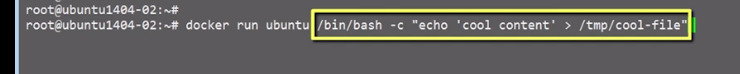 root@ubuntu1404-02:~#
root@ubuntu1404-02:~# docker run ubuntu /bin/bash -c "echo 'cool content' > /tmp/cool-file"